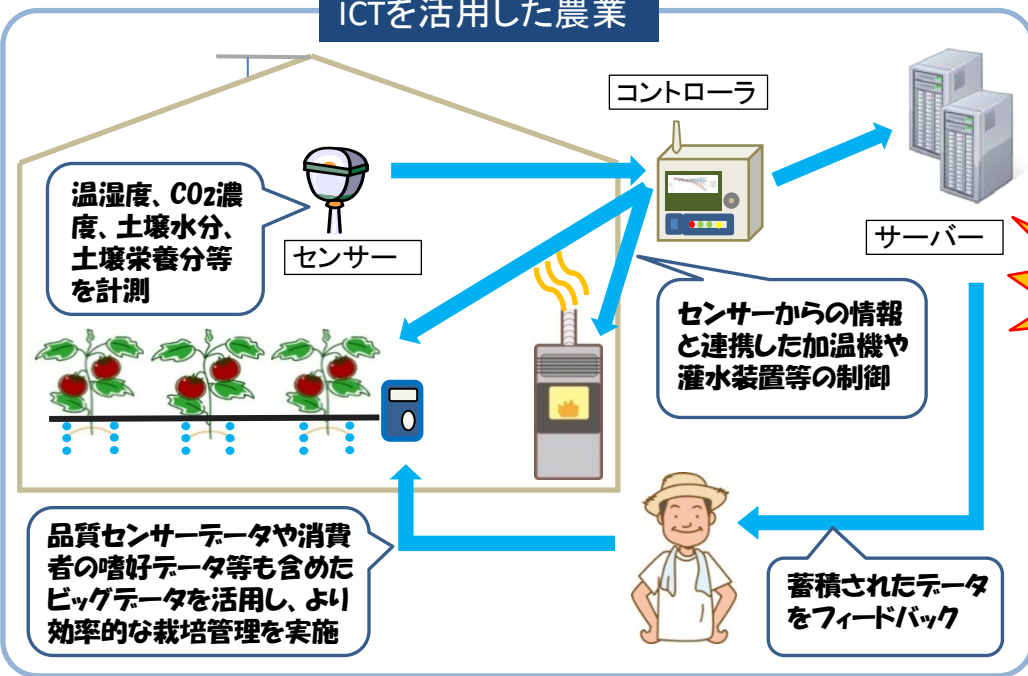 ICTを活用した農業
コントローラ
温湿度、CO2濃
度、土壌水分、
土壌栄養分等
を計測
センサー
サーバー
センサーからの情報
と連携した加温機や
灌水装置等の制御
品質センサーデータや消費
者の嗜好データ等も含めた
ビッグデータを活用し、より
効率的な栽培管理を実施
蓄積されたデータ
をフィードバック